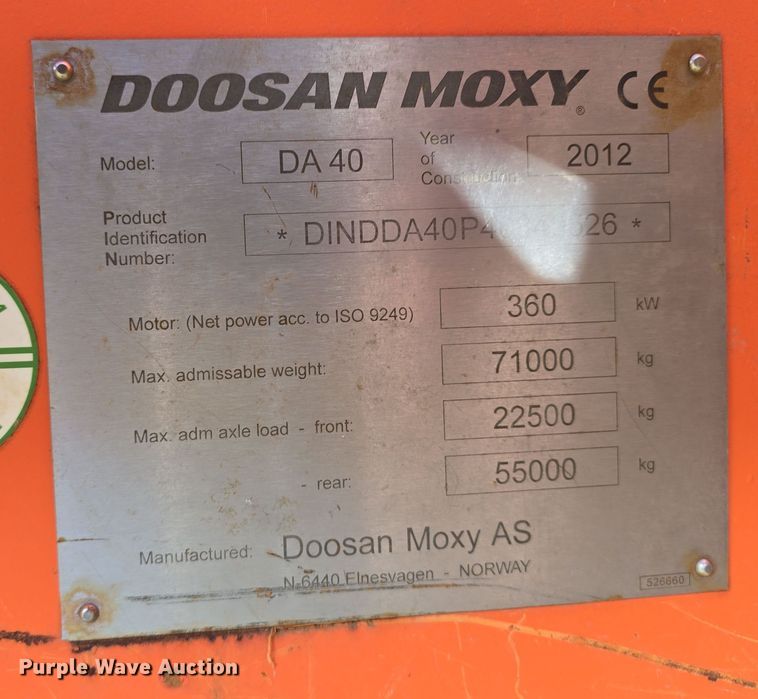 DOOSAN MOXY® CE
Model: DA 40 Year of Construction 2012
Product Identification Number:
Motor: (Net power acc. to ISO 9249) 360 kW
Max. admissable weight: 71000 kg
Max. adm axle load - front: 22500 kg
- rear: 55000 kg
Manufactured: Doosan Moxy AS
N-6440 Elnesvagen - NORWAY
526660
Purple Wave Auction